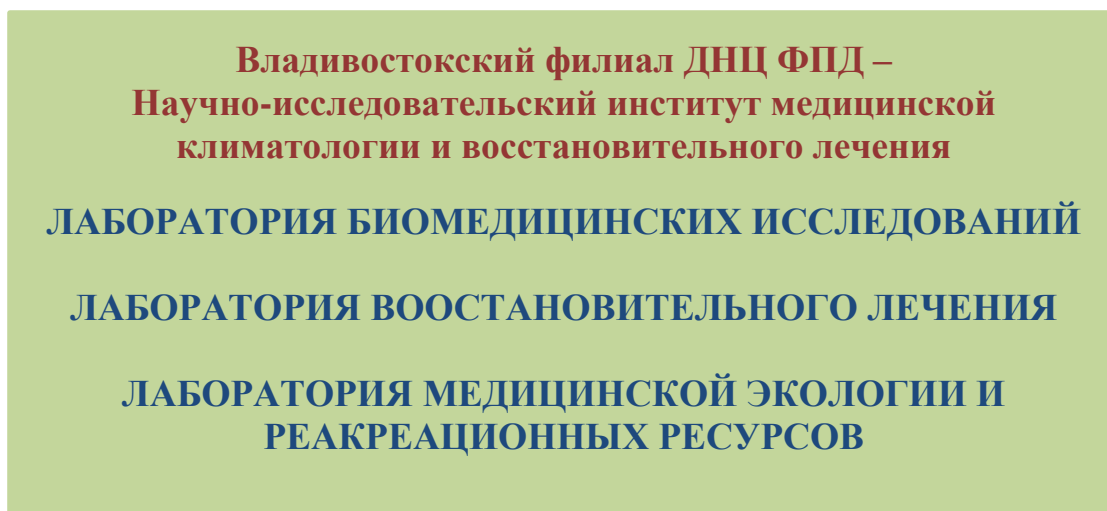 Владивостокский филиал ДНЦ ФПД –
Научно-исследовательский институт медицинской
климатологии и восстановительного лечения
ЛАБОРАТОРИЯ БИОМЕДИЦИНСКИХ ИССЛЕДОВАНИЙ
ЛАБОРАТОРИЯ ВООСТАНОВИТЕЛЬНОГО ЛЕЧЕНИЯ
ЛАБОРАТОРИЯ МЕДИЦИНСКОЙ ЭКОЛОГИИ И
РЕАКРЕАЦИОННЫХ РЕСУРСОВ